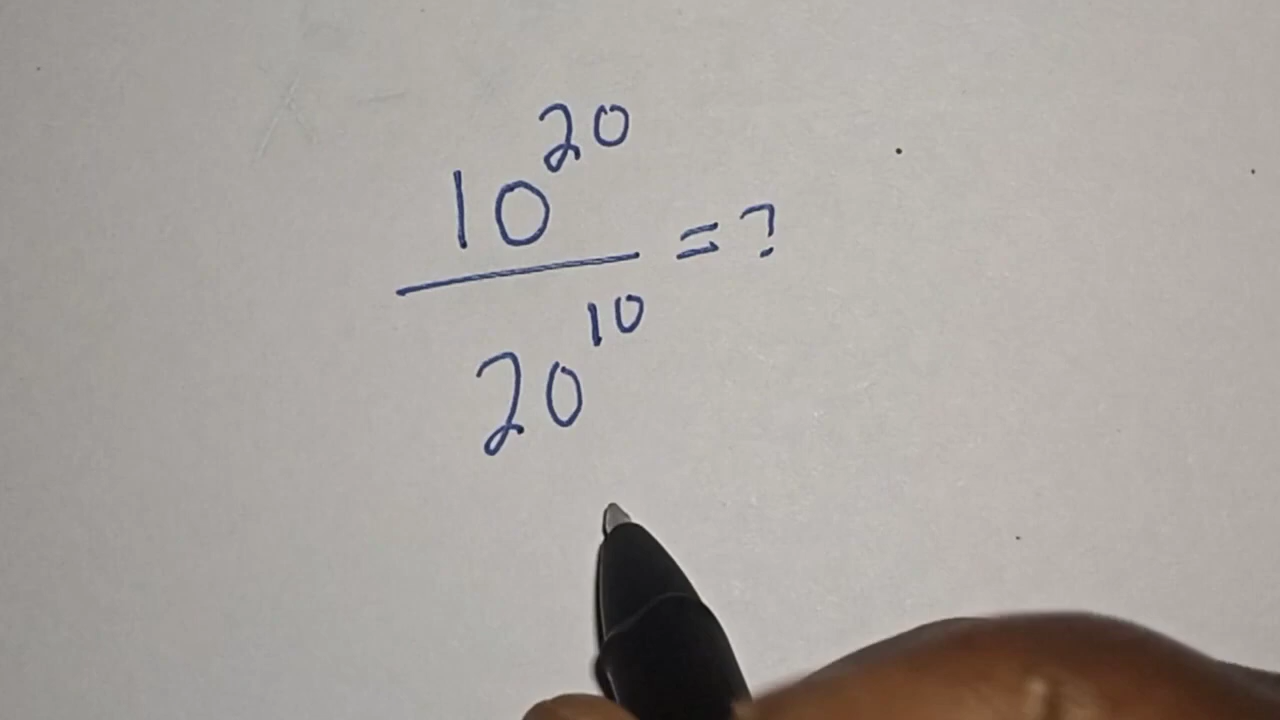 10^20
—— = ?
20^10